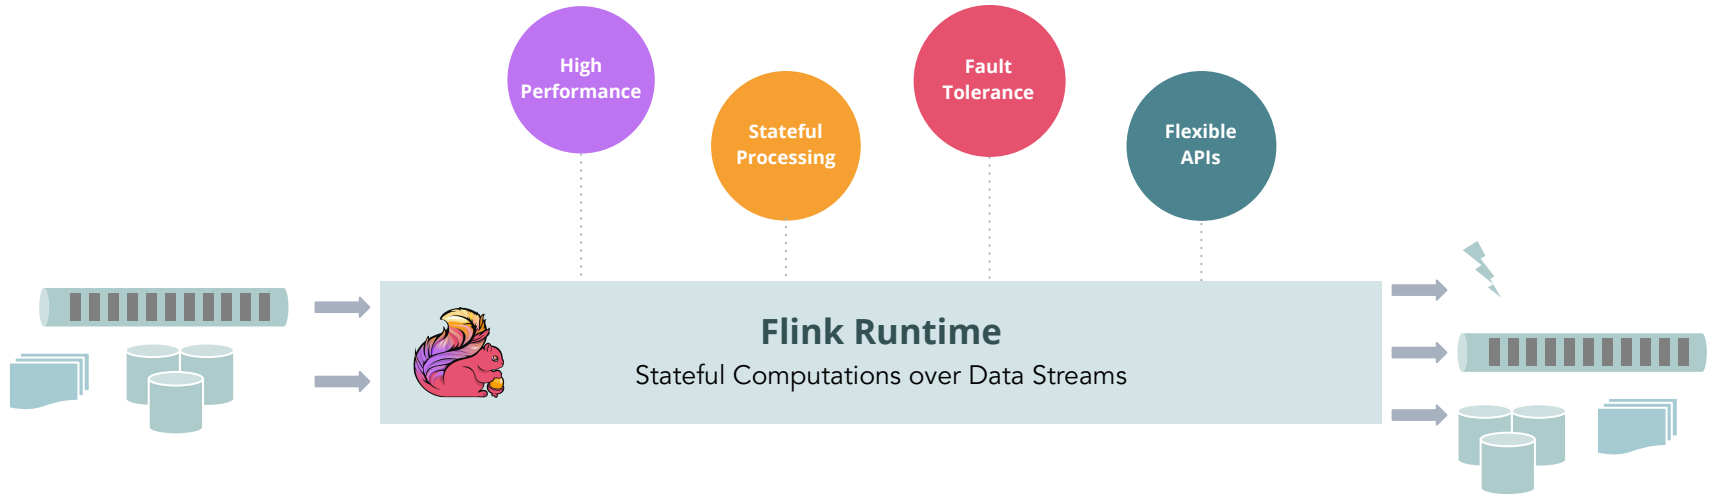 High
Performance
Stateful
Processing
Fault
Tolerance
Flexible
APIs
Flink Runtime
Stateful Computations over Data Streams